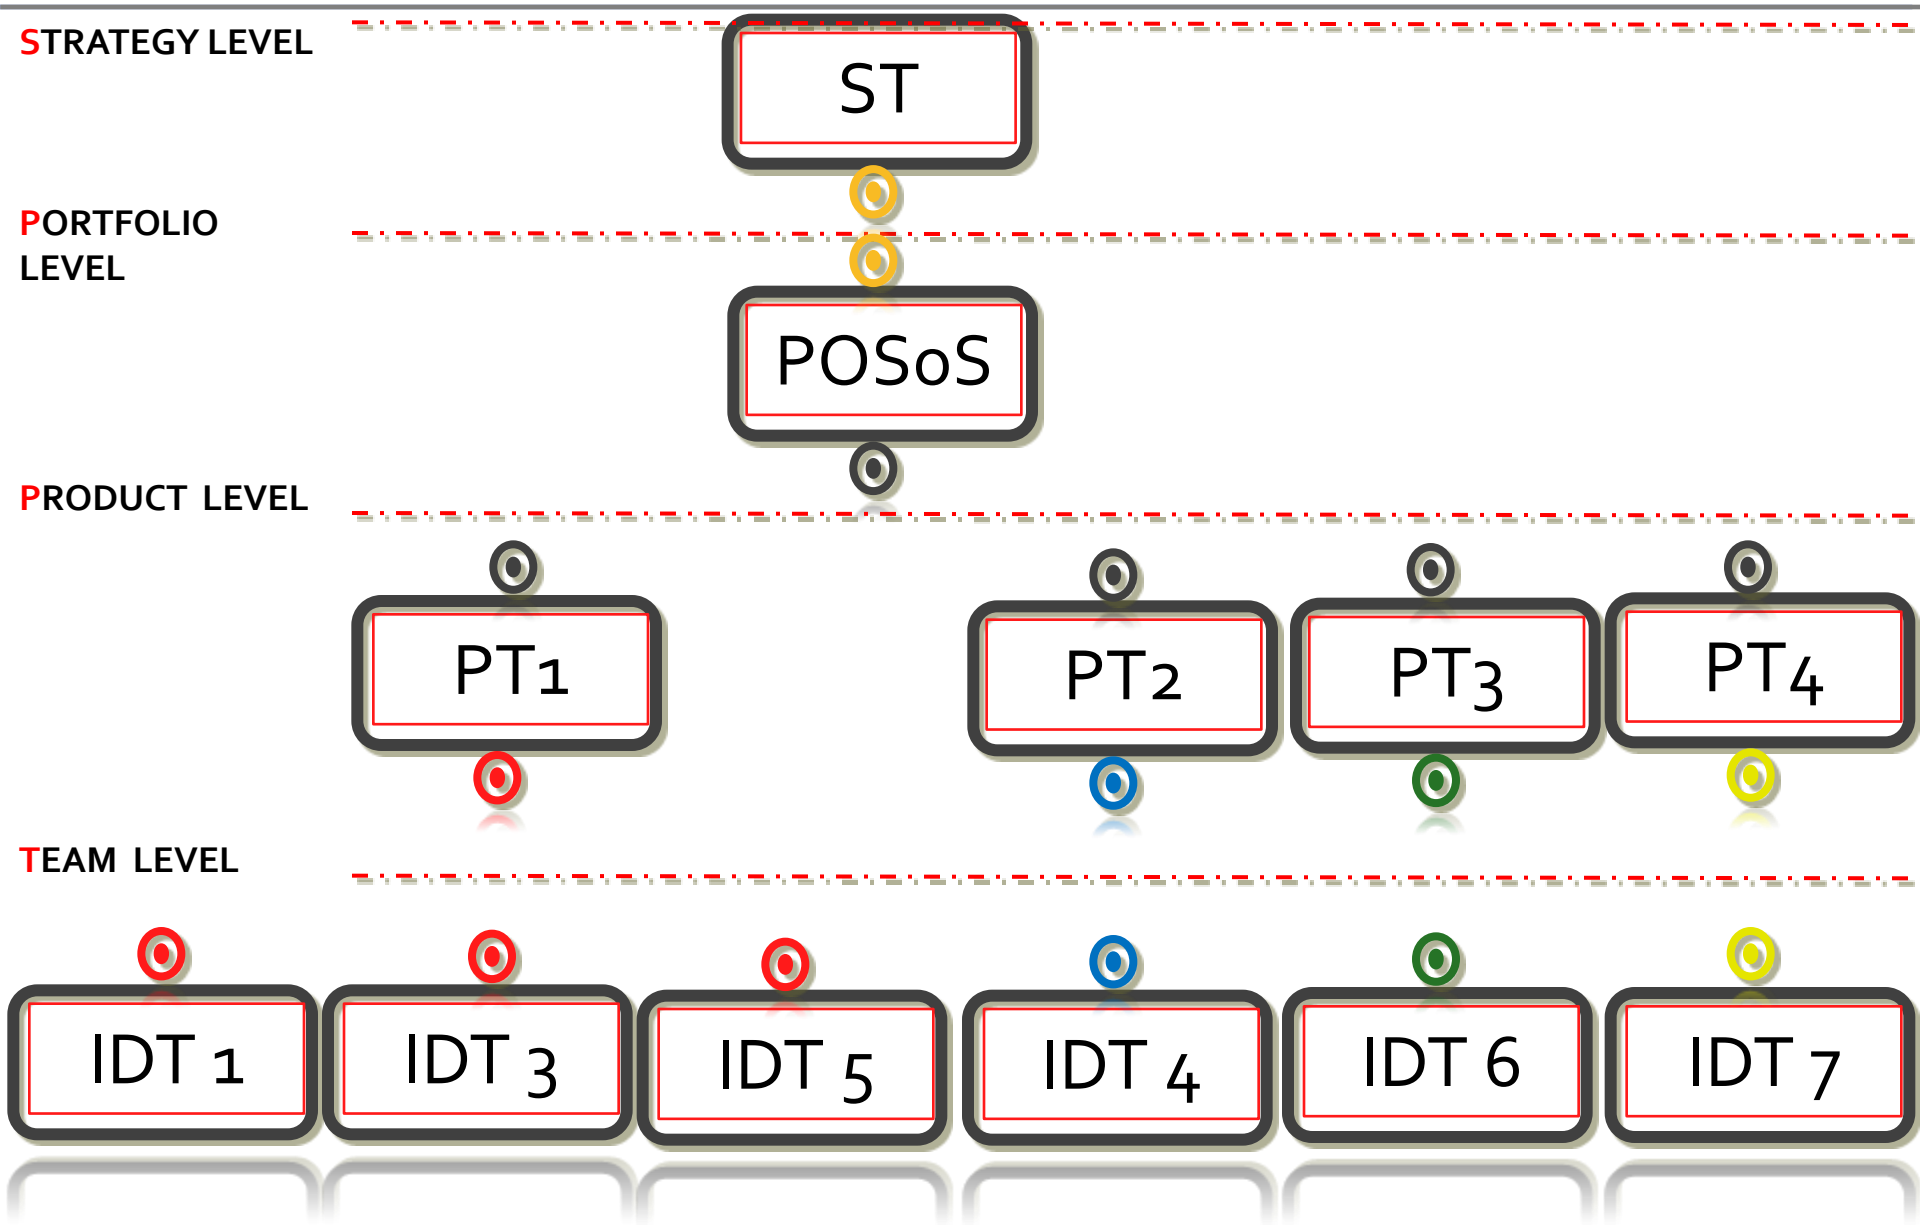 STRATEGY LEVEL
ST
PORTFOLIO
LEVEL
POSoS
PRODUCT LEVEL
PT1
PT2
PT3
PT4
TEAM LEVEL
IDT 1
IDT 3
IDT 5
IDT 4
IDT 6
IDT 7